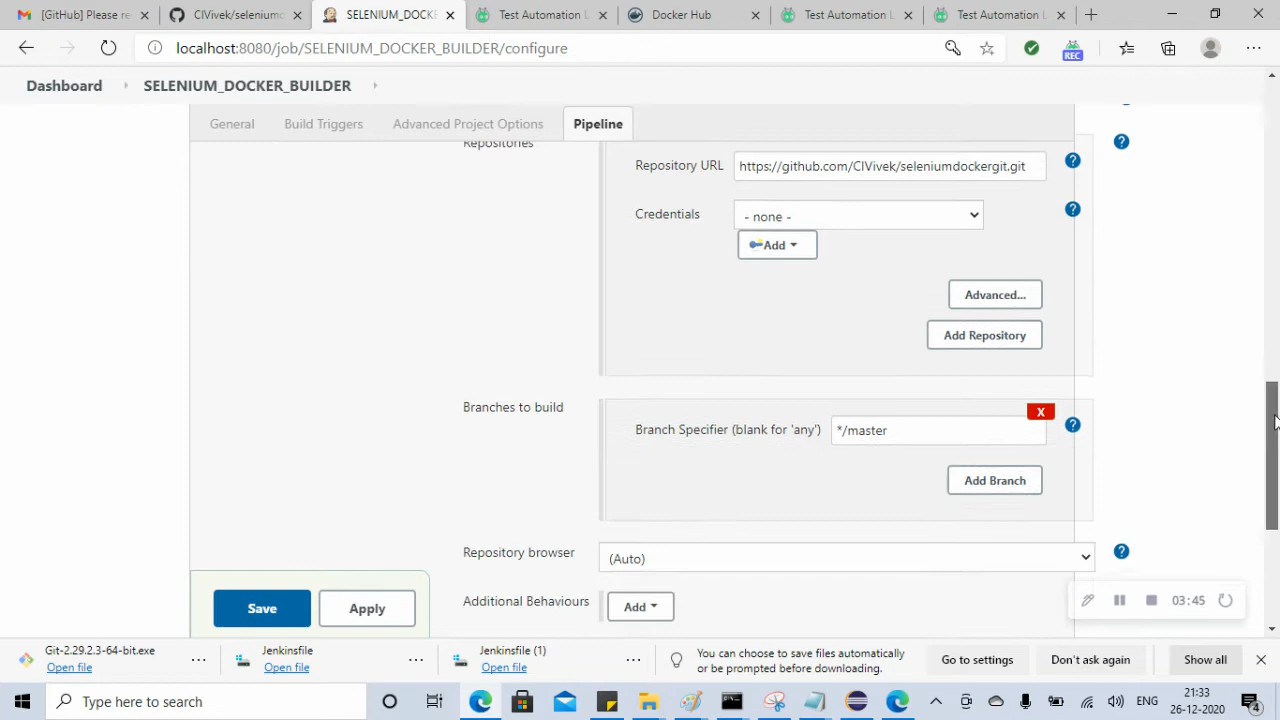 [GitHub] Please re
CIVivek/seleniumd
SELENIUM_DOCKE
Test Automation L
Docker Hub
Test Automation L
Test Automation L
localhost:8080/job/SELENIUM_DOCKER_BUILDER/configure
REC
Dashboard
SELENIUM_DOCKER_BUILDER
General
Build Triggers
Advanced Project Options
Pipeline
Repositories
Repository URL
https://github.com/CIVivek/seleniumdockergit.git
Credentials
- none -
Add
Advanced...
Add Repository
Branches to build
X
Branch Specifier (blank for 'any')
*/master
Add Branch
Repository browser
(Auto)
Save
Apply
Additional Behaviours
Add
03:45
Git-2.29.2.3-64-bit.exe
Open file
Jenkinsfile
Open file
Jenkinsfile (1)
Open file
You can choose to save files automatically
or be prompted before downloading.
Go to settings
Don't ask again
Show all
Type here to search
21:33
26-12-2020
4